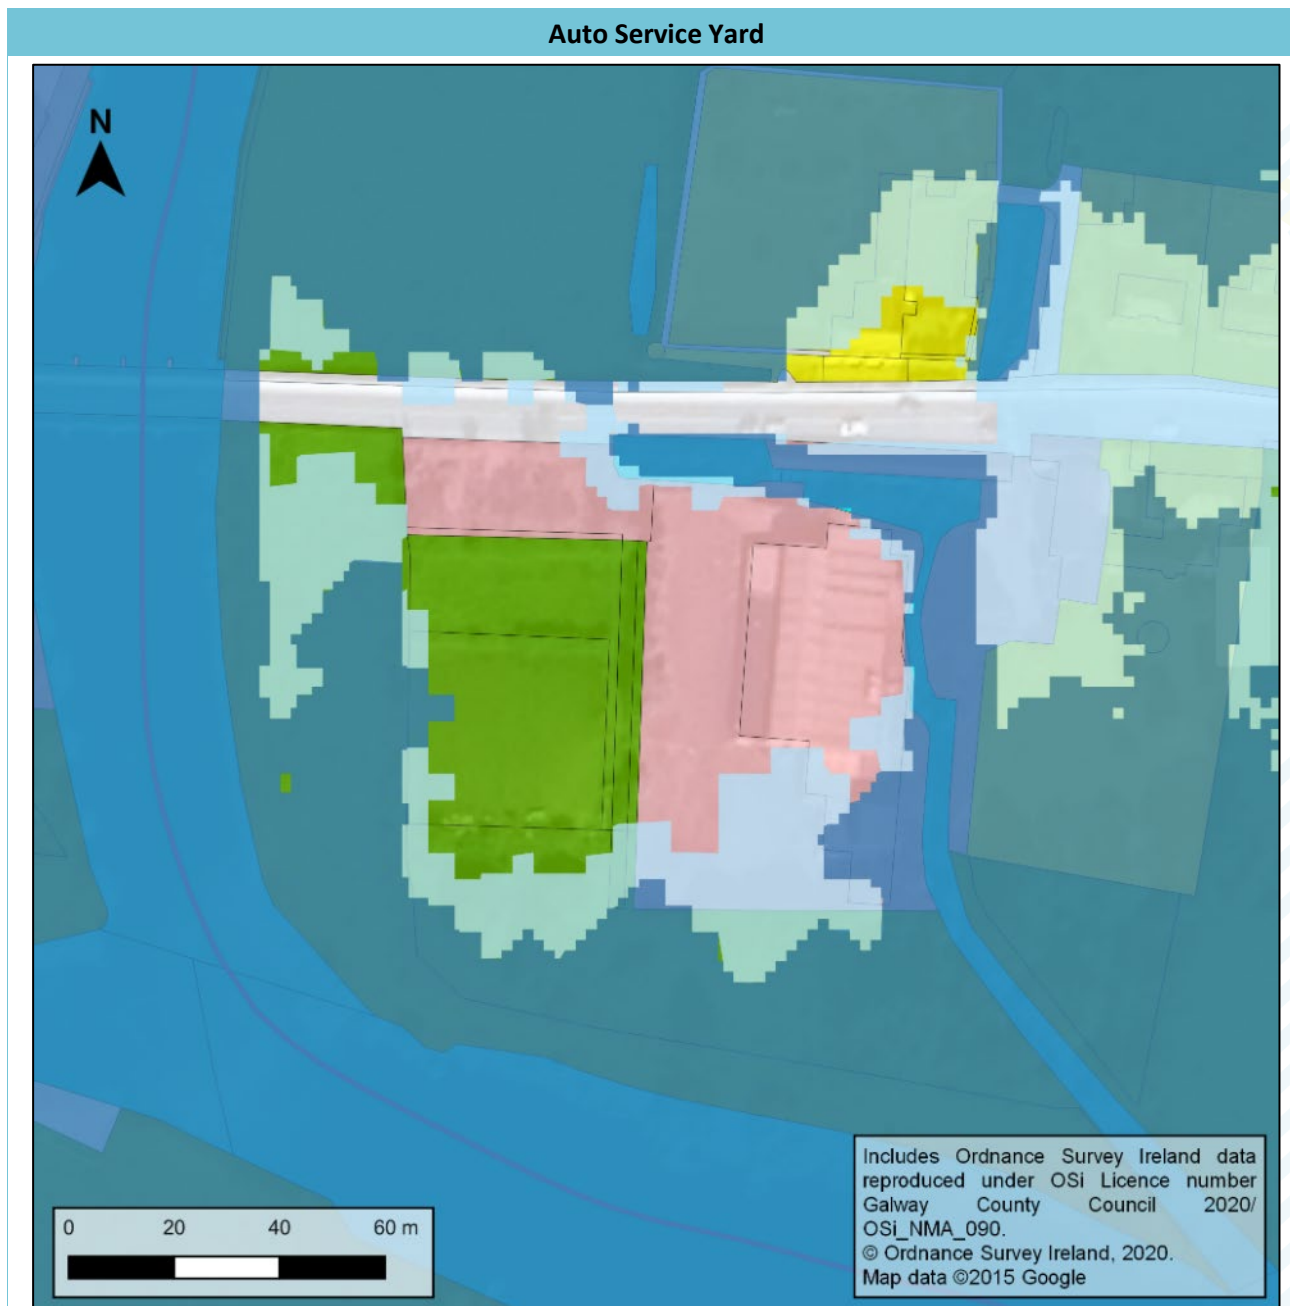 Auto Service Yard
N
0 20 40 60 m
Includes Ordnance Survey Ireland data
reproduced under OSi Licence number
Galway County Council 2020/
OSi_NMA_090.
© Ordnance Survey Ireland, 2020.
Map data ©2015 Google